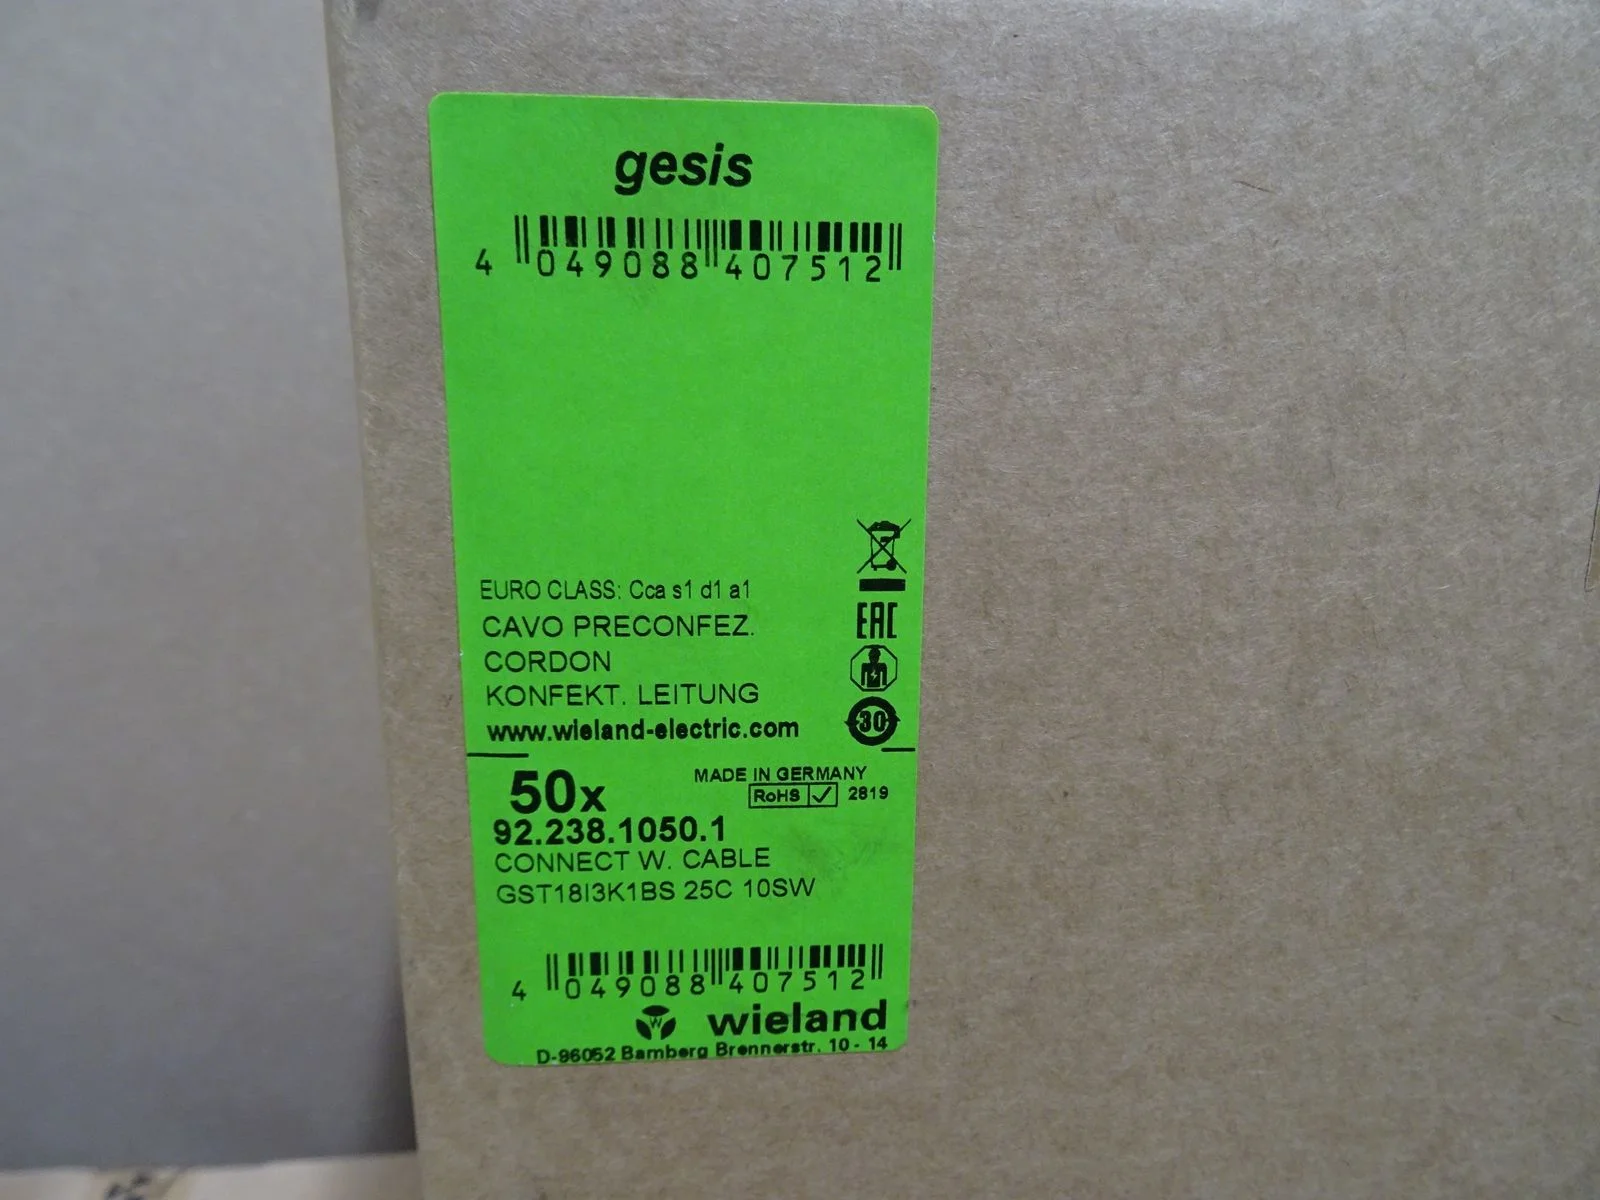 gesis
4 049088 407512
EURO CLASS: Cca s1 d1 a1
CAVO PRECONFEZ.
EAC
CORDON
KONFEKT. LEITUNG
www.wieland-electric.com
30
50x
MADE IN GERMANY
RoHS 2819
92.238.1050.1
CONNECT W. CABLE
GST18I3K1BS 25C 10SW
4 049088 407512
wieland
D-96052 Bamberg Brennerstr. 10 - 14